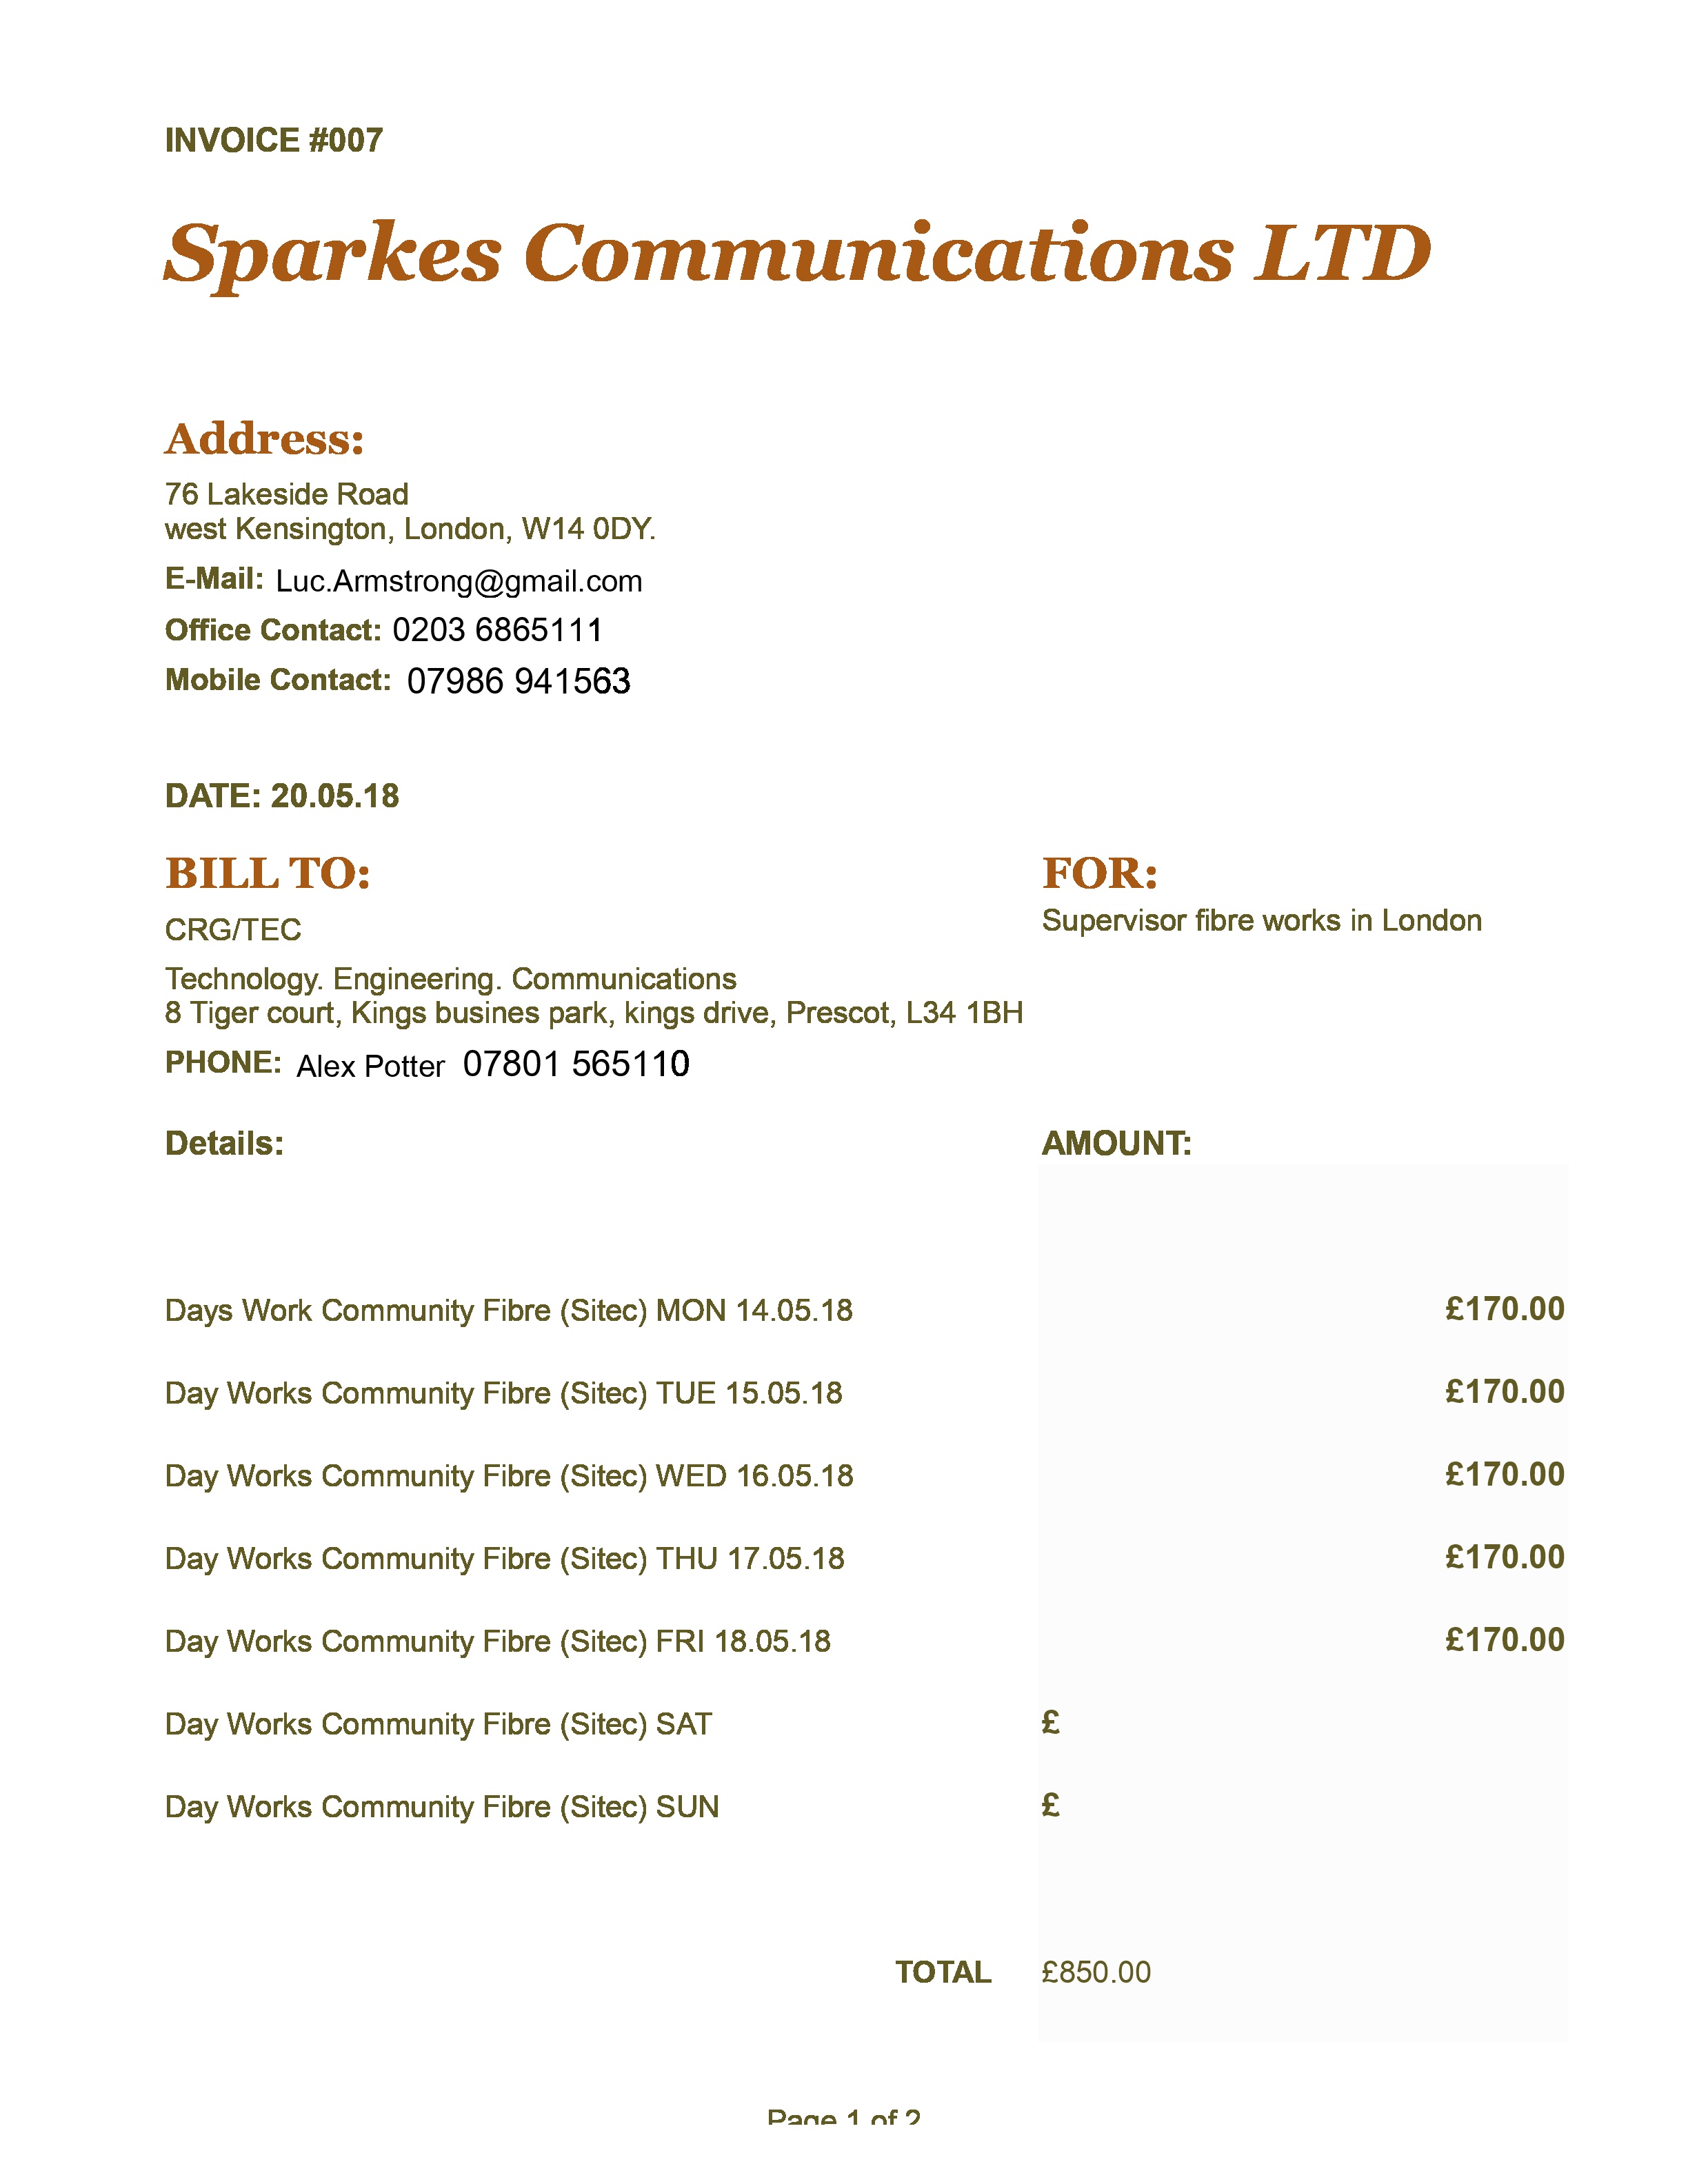 INVOICE #007
Sparkes Communications LTD
Address:
76 Lakeside Road
west Kensington, London, W14 0DY.
E-Mail: Luc.Armstrong@gmail.com
Office Contact: 0203 6865111
Mobile Contact: 07986 941563
DATE: 20.05.18
BILL TO:
FOR:
CRG/TEC
Supervisor fibre works in London
Technology. Engineering. Communications
8 Tiger court, Kings busines park, kings drive, Prescot, L34 1BH
PHONE: Alex Potter 07801 565110
Details: AMOUNT:
Days Work Community Fibre (Sitec) MON 14.05.18 £170.00
Day Works Community Fibre (Sitec) TUE 15.05.18 £170.00
Day Works Community Fibre (Sitec) WED 16.05.18 £170.00
Day Works Community Fibre (Sitec) THU 17.05.18 £170.00
Day Works Community Fibre (Sitec) FRI 18.05.18 £170.00
Day Works Community Fibre (Sitec) SAT £
Day Works Community Fibre (Sitec) SUN £
TOTAL £850.00
Page 1 of 2